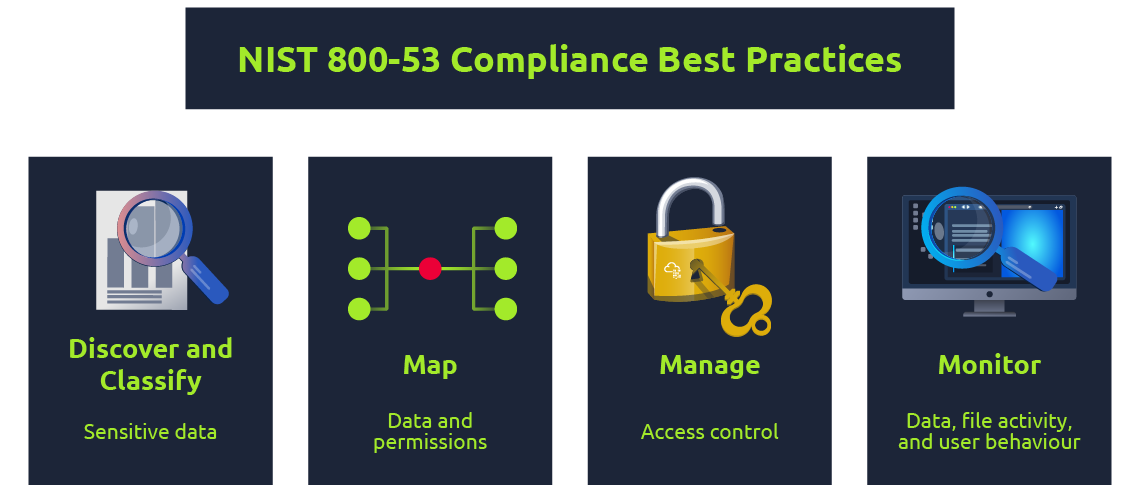 NIST 800-53 Compliance Best Practices
Discover and
Classify
Sensitive data
Map
Data and
permissions
Manage
Access control
Monitor
Data, file activity,
and user behaviour